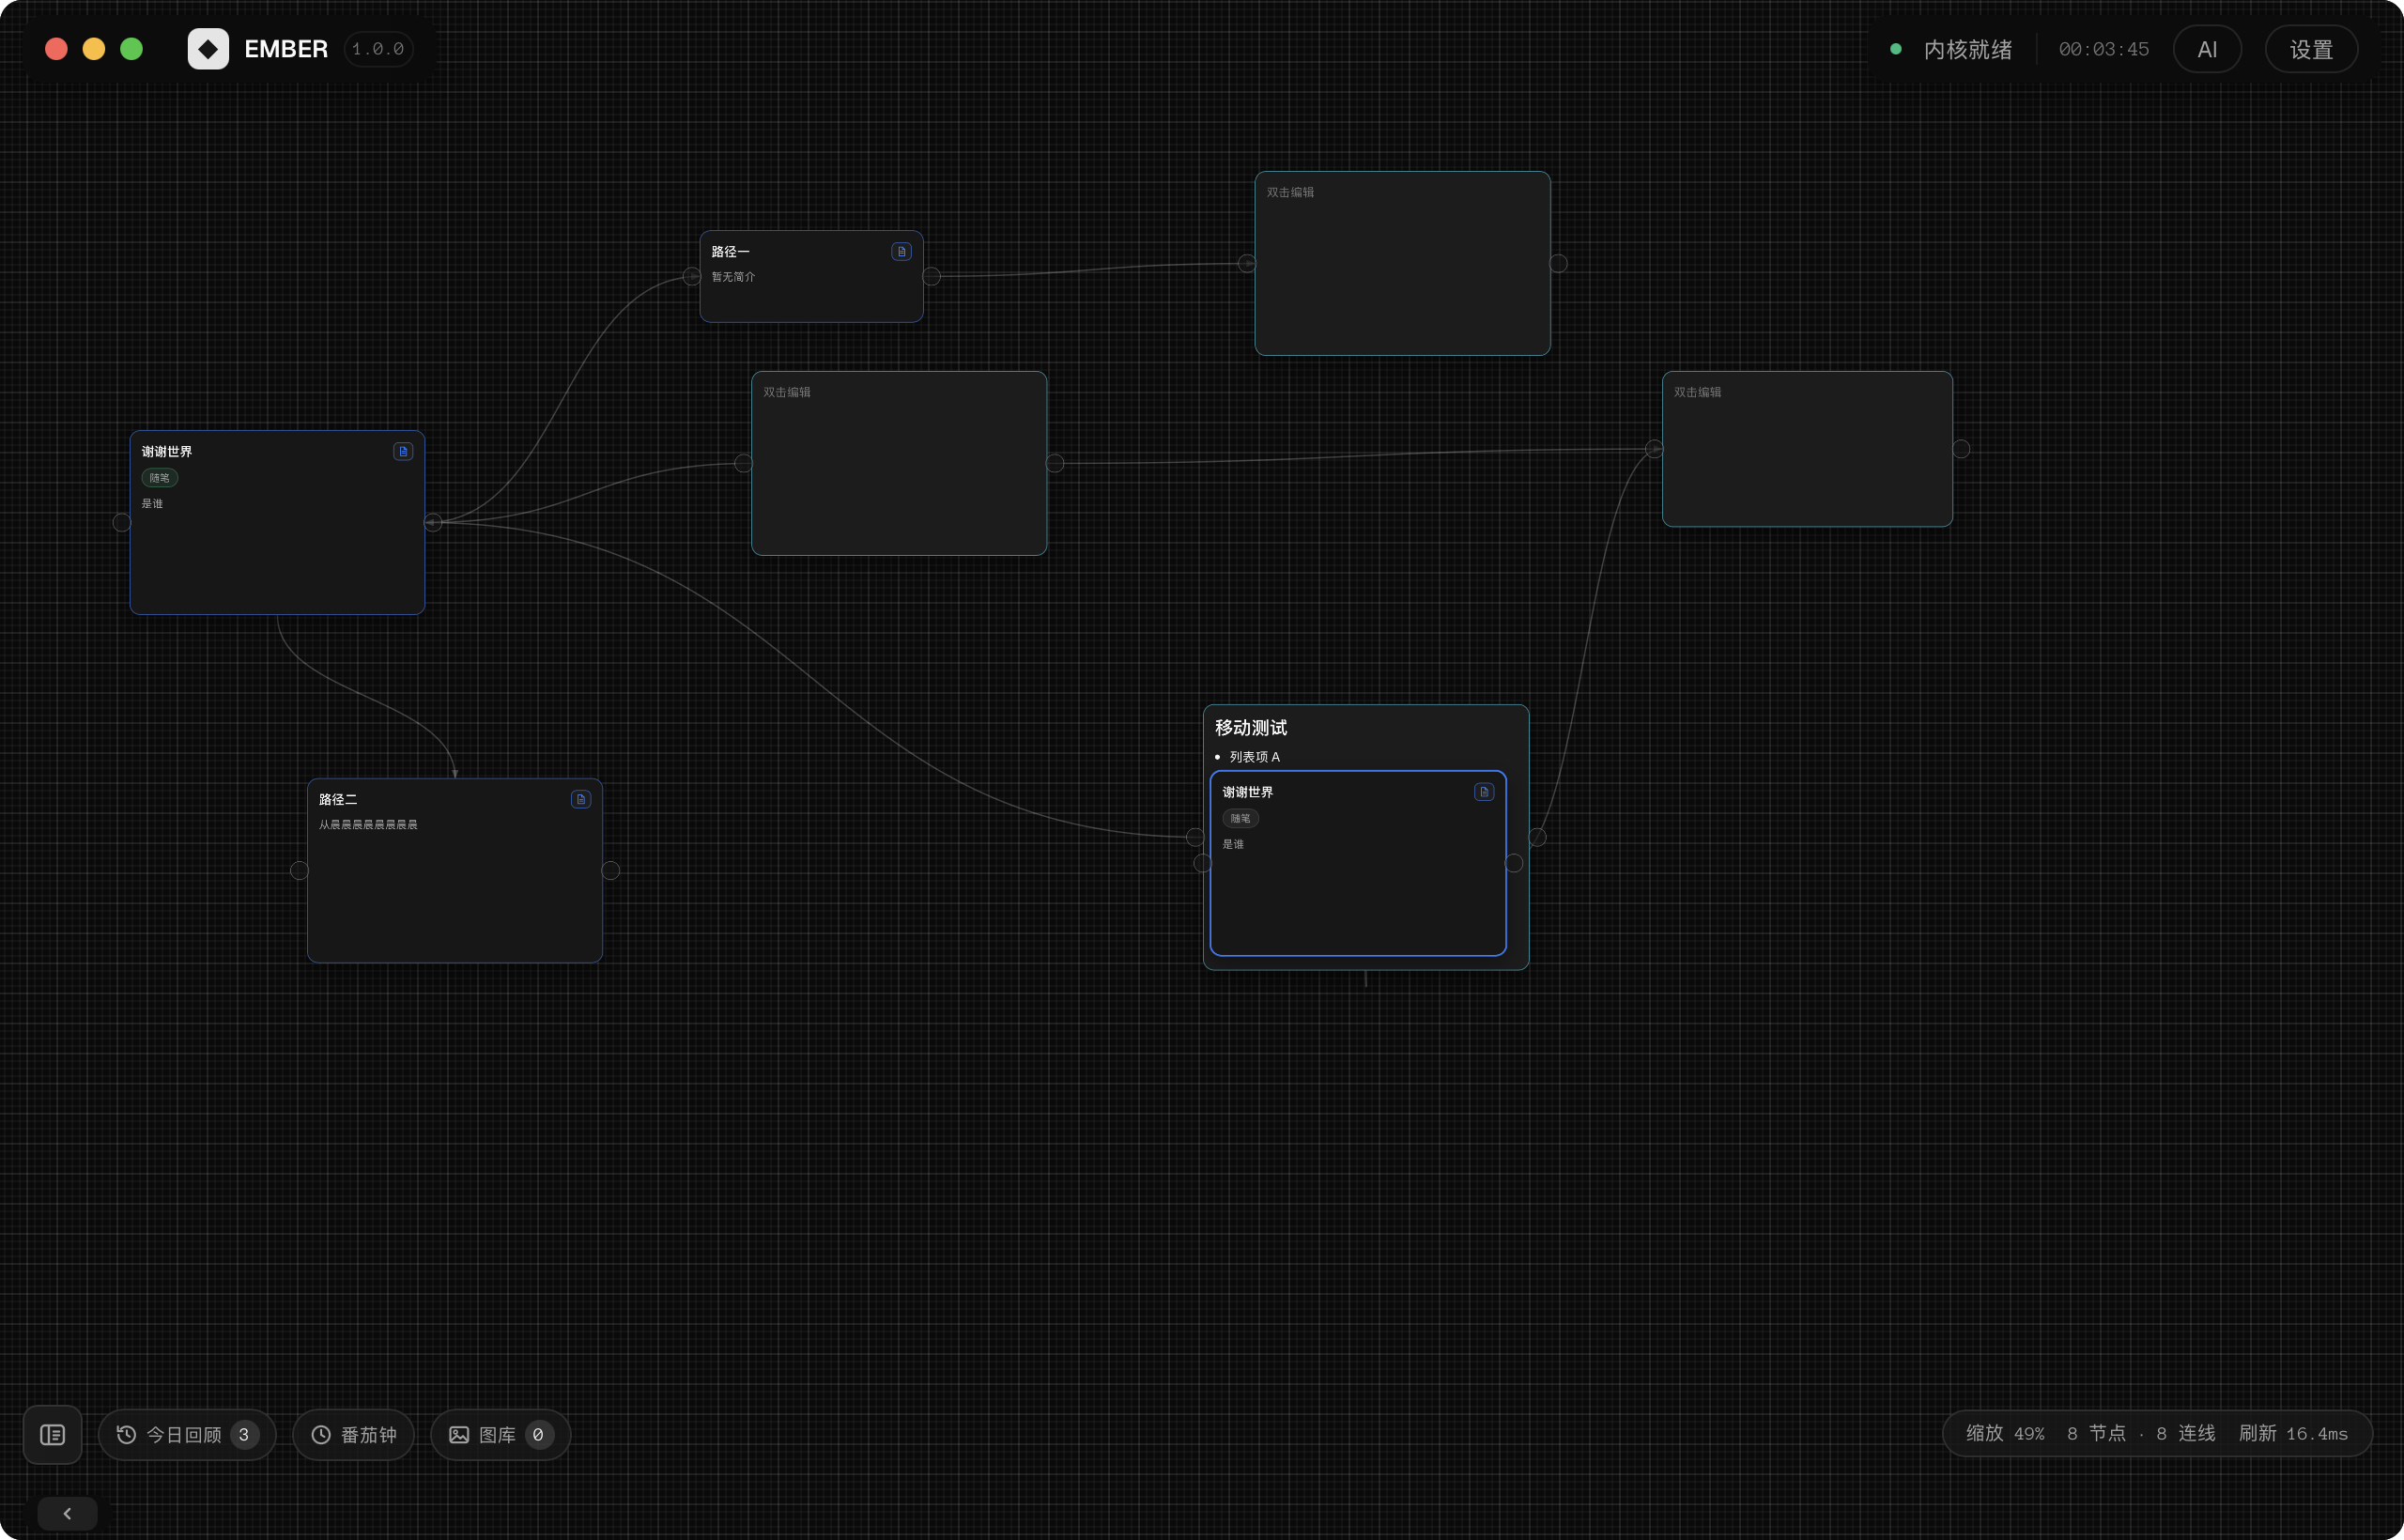 EMBER 1.0.0
内核就绪 00:03:45 AI 设置
双击编辑
路径一
暂无简介
双击编辑
双击编辑
谢谢世界
随笔
是谁
移动测试
列表项 A
谢谢世界
随笔
是谁
路径二
从晨晨晨晨晨晨晨晨
今日回顾 3 番茄钟 图库 0
缩放 49% 8 节点 · 8 连线 刷新 16.4ms